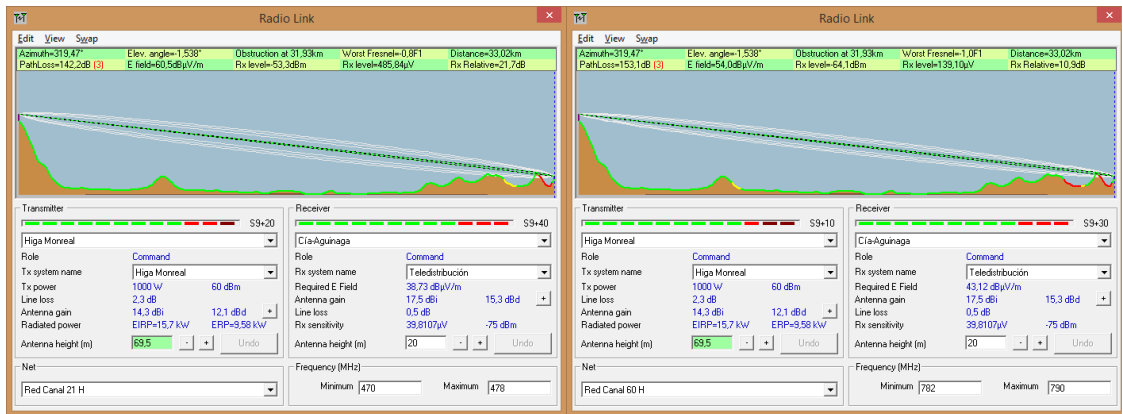 Radio Link
Edit View Swap
Azimuth=319,47° Elev. angle=-1,538° Obstruction at 31,93km Worst Fresnel=-0,8F1 Distance=33,02km
PathLoss=142,2dB (3) E field=60,5dBµV/m Rx level=-53,3dBm Rx level=485,84µV Rx Relative=21,7dB
Transmitter
S9+20
Higa Monreal
Role Command
Tx system name Higa Monreal
Tx power 1000 W 60 dBm
Line loss 2,3 dB
Antenna gain 14,3 dBi 12,1 dBd +
Radiated power EIRP=15,7 kW ERP=9,58 kW
Antenna height (m) 69,5 - + Undo
Net
Red Canal 21 H
Receiver
S9+40
Cía-Aguinaga
Role Command
Rx system name Teledistribución
Required E Field 38,73 dBµV/m
Antenna gain 17,5 dBi 15,3 dBd +
Line loss 0,5 dB
Rx sensitivity 39,8107µV -75 dBm
Antenna height (m) 20 - + Undo
Frequency (MHz)
Minimum 470 Maximum 478
Radio Link
Edit View Swap
Azimuth=319,47° Elev. angle=-1,538° Obstruction at 31,93km Worst Fresnel=-1,0F1 Distance=33,02km
PathLoss=153,1dB (3) E field=54,0dBµV/m Rx level=-64,1dBm Rx level=139,10µV Rx Relative=10,9dB
Transmitter
S9+10
Higa Monreal
Role Command
Tx system name Higa Monreal
Tx power 1000 W 60 dBm
Line loss 2,3 dB
Antenna gain 14,3 dBi 12,1 dBd +
Radiated power EIRP=15,7 kW ERP=9,58 kW
Antenna height (m) 69,5 - + Undo
Net
Red Canal 60 H
Receiver
S9+30
Cía-Aguinaga
Role Command
Rx system name Teledistribución
Required E Field 43,12 dBµV/m
Antenna gain 17,5 dBi 15,3 dBd +
Line loss 0,5 dB
Rx sensitivity 39,8107µV -75 dBm
Antenna height (m) 20 - + Undo
Frequency (MHz)
Minimum 782 Maximum 790